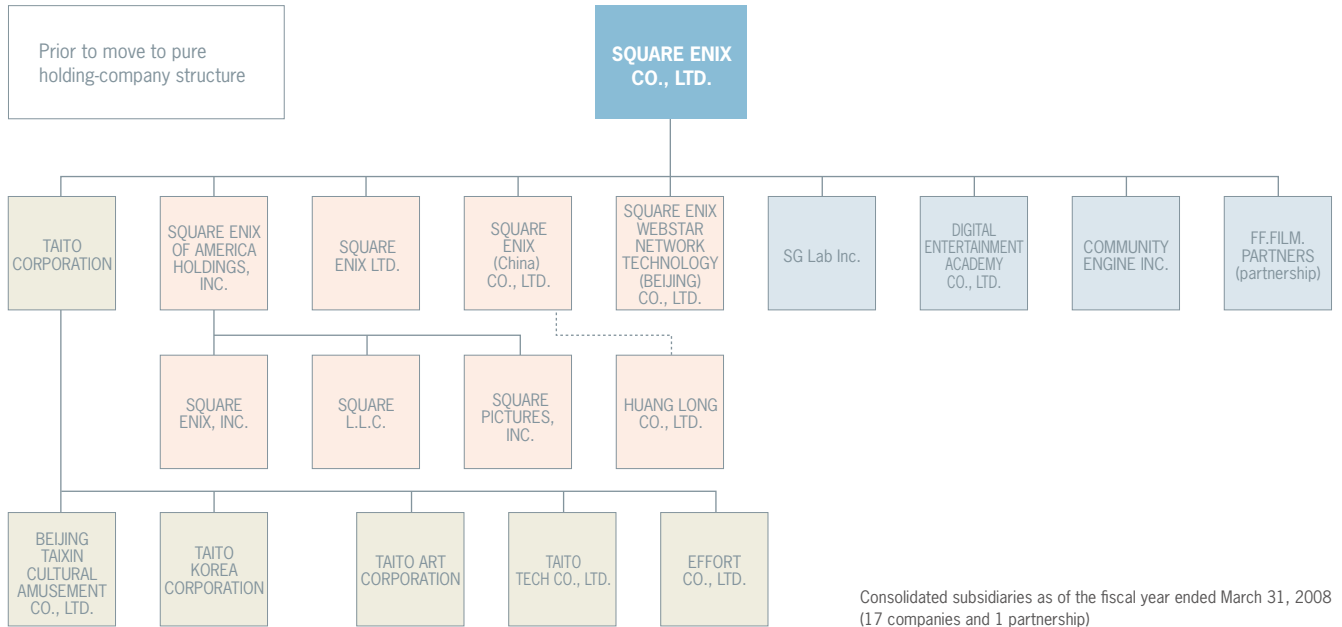 Prior to move to pure
holding-company structure
SQUARE ENIX
CO., LTD.
TAITO
CORPORATION
SQUARE ENIX
OF AMERICA
HOLDINGS,
INC.
SQUARE
ENIX LTD.
SQUARE
ENIX
(China)
CO., LTD.
SQUARE ENIX
WEBSTAR
NETWORK
TECHNOLOGY
(BEIJING)
CO., LTD.
SG Lab Inc.
DIGITAL
ENTERTAINMENT
ACADEMY
CO., LTD.
COMMUNITY
ENGINE INC.
FF.FILM.
PARTNERS
(partnership)
SQUARE
ENIX, INC.
SQUARE
L.L.C.
SQUARE
PICTURES,
INC.
HUANG LONG
CO., LTD.
BEIJING
TAIXIN
CULTURAL
AMUSEMENT
CO., LTD.
TAITO
KOREA
CORPORATION
TAITO ART
CORPORATION
TAITO
TECH CO., LTD.
EFFORT
CO., LTD.
Consolidated subsidiaries as of the fiscal year ended March 31, 2008
(17 companies and 1 partnership)